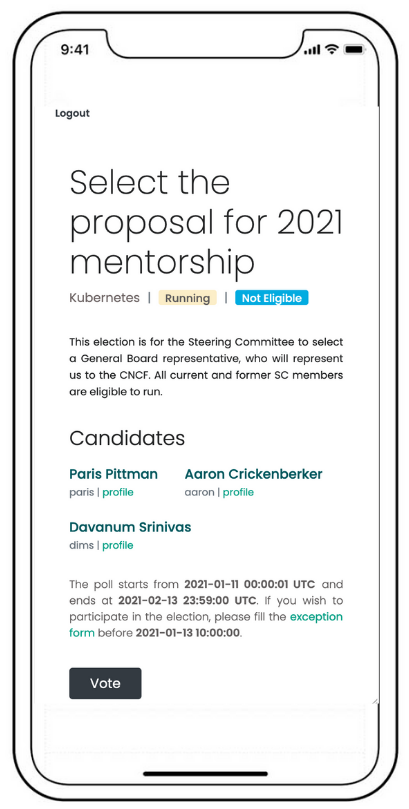 9:41
Logout
Select the
proposal for 2021
mentorship
Kubernetes | Running | Not Eligible
This election is for the Steering Committee to select
a General Board representative, who will represent
us to the CNCF. All current and former SC members
are eligible to run.
Candidates
Paris Pittman Aaron Crickenberker
paris | profile aaron | profile
Davanum Srinivas
dims | profile
The poll starts from 2021-01-11 00:00:01 UTC and
ends at 2021-02-13 23:59:00 UTC. If you wish to
participate in the election, please fill the exception
form before 2021-01-13 10:00:00.
Vote